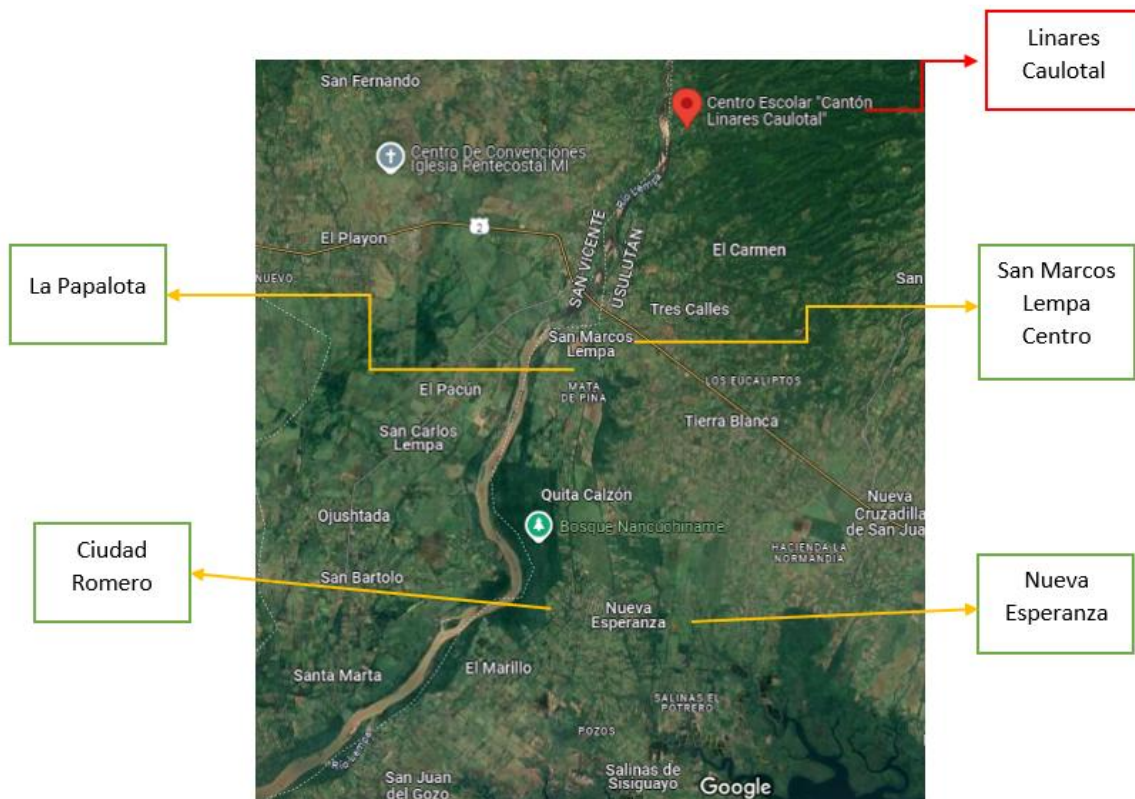 Linares
Caulotal
San Fernando
Centro Escolar "Cantón
Linares Caulotal"
Centro De Convenciónes
Iglesia Pentecostal MI
Río Lempa
2
El Playon
SAN VICENTE
USULUTÁN
El Carmen
La Papalota
NUEVO
San
San Marcos
Lempa
Centro
Tres Calles
San Marcos
Lempa
El Pacún
MATA
DE PINA
LOS EUCALIPTOS
San Carlos
Lempa
Tierra Blanca
Quita Calzón
Nueva
Cruzadilla
de San Jua
Ojushtada
Bosque Nancuchiname
HACIENDA LA
NORMANDIA
Ciudad
Romero
San Bartolo
Nueva
Esperanza
Nueva
Esperanza
El Marillo
Santa Marta
SALINAS EL
POTRERO
POZOS
Río Lempa
San Juan
del Gozo
Salinas de
Sisiguayo
Google